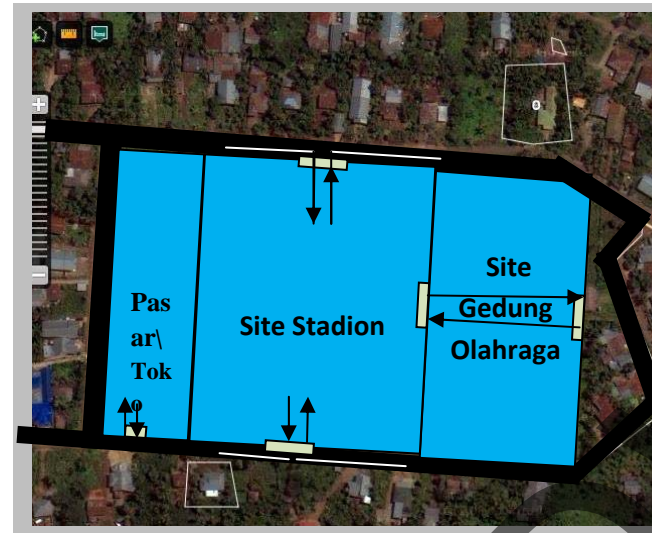 Pas
ar\
Tok
o
Site Stadion
Site
Gedung
Olahraga